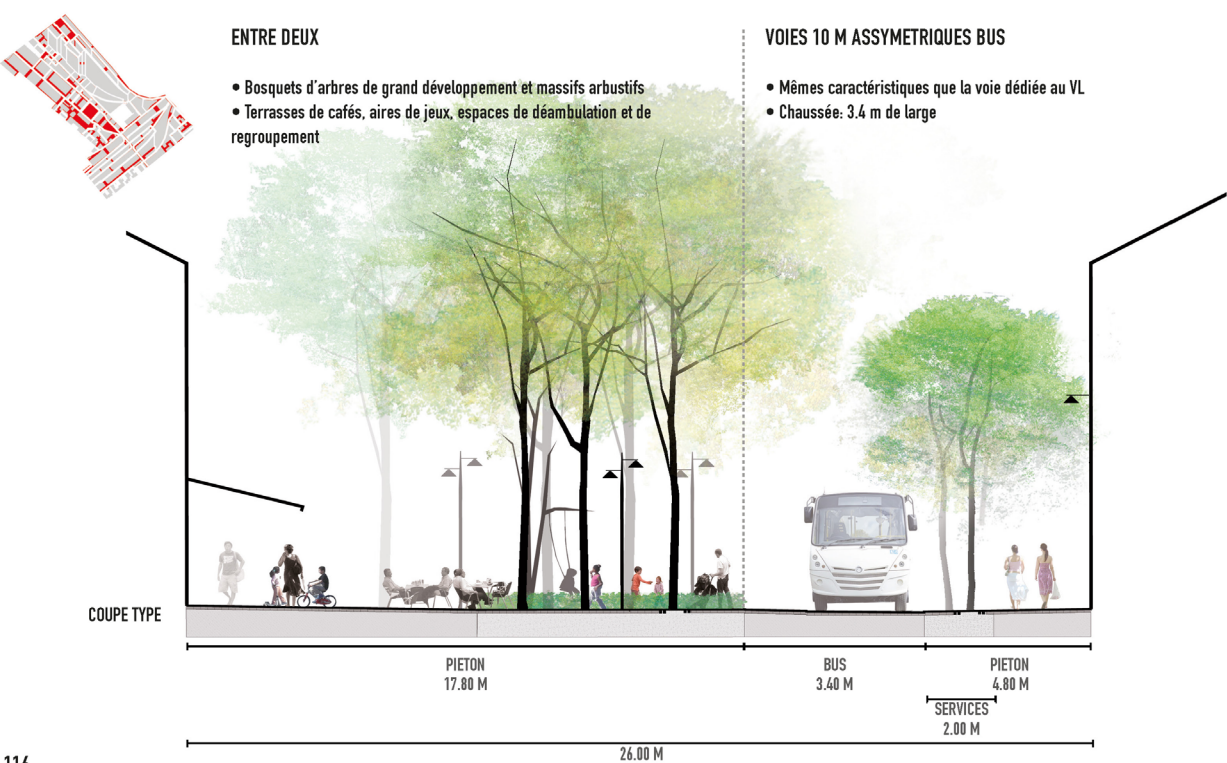 ENTRE DEUX
• Bosquets d'arbres de grand développement et massifs arbustifs
• Terrasses de cafés, aires de jeux, espaces de déambulation et de
regroupement
VOIES 10 M ASSYMETRIQUES BUS
• Mêmes caractéristiques que la voie dédiée au VL
• Chaussée: 3.4 m de large
COUPE TYPE
PIETON
17.80 M
BUS
3.40 M
PIETON
4.80 M
SERVICES
2.00 M
26.00 M